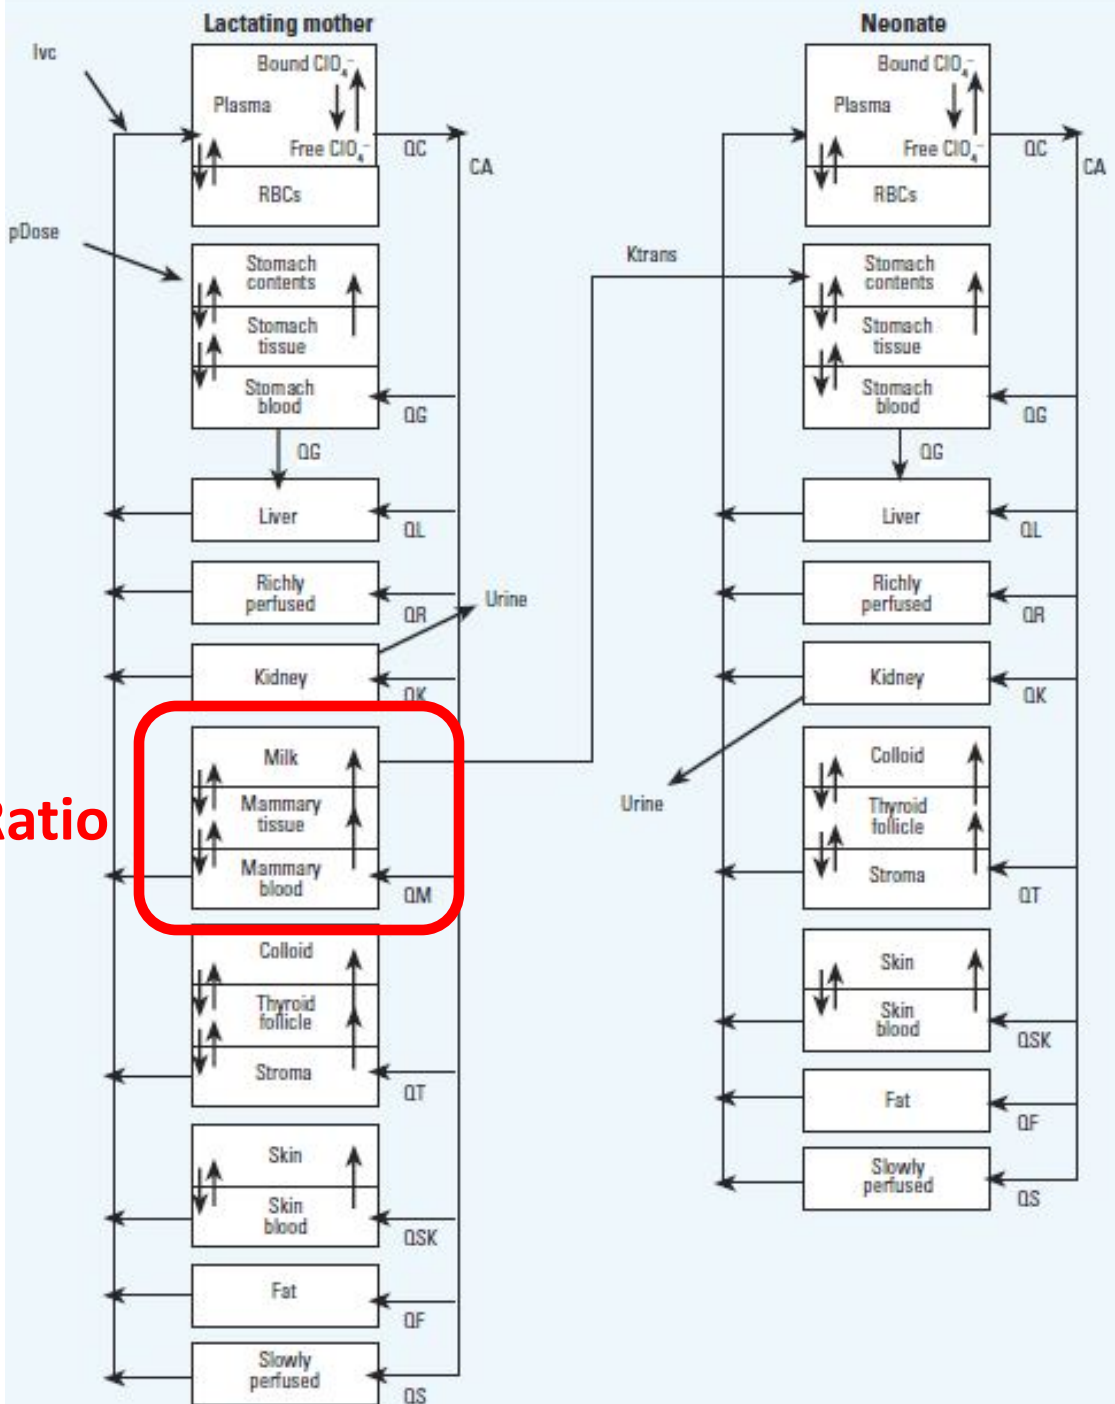 Lactating mother
Ivc
Bound ClO₄⁻
Plasma
Free ClO₄⁻
QC
CA
RBCs
pDose
Stomach
contents
Stomach
tissue
Stomach
blood
QG
QG
Liver
QL
Richly
perfused
QR
Urine
Kidney
QK
Ratio
Milk
Mammary
tissue
Mammary
blood
QM
Colloid
Thyroid
follicle
Stroma
QT
Skin
Skin
blood
QSK
Fat
QF
Slowly
perfused
QS
Ktrans
Neonate
Bound ClO₄⁻
Plasma
Free ClO₄⁻
QC
CA
RBCs
Stomach
contents
Stomach
tissue
Stomach
blood
QG
QG
Liver
QL
Richly
perfused
QR
Kidney
QK
Urine
Colloid
Thyroid
follicle
Stroma
QT
Skin
Skin
blood
QSK
Fat
QF
Slowly
perfused
QS